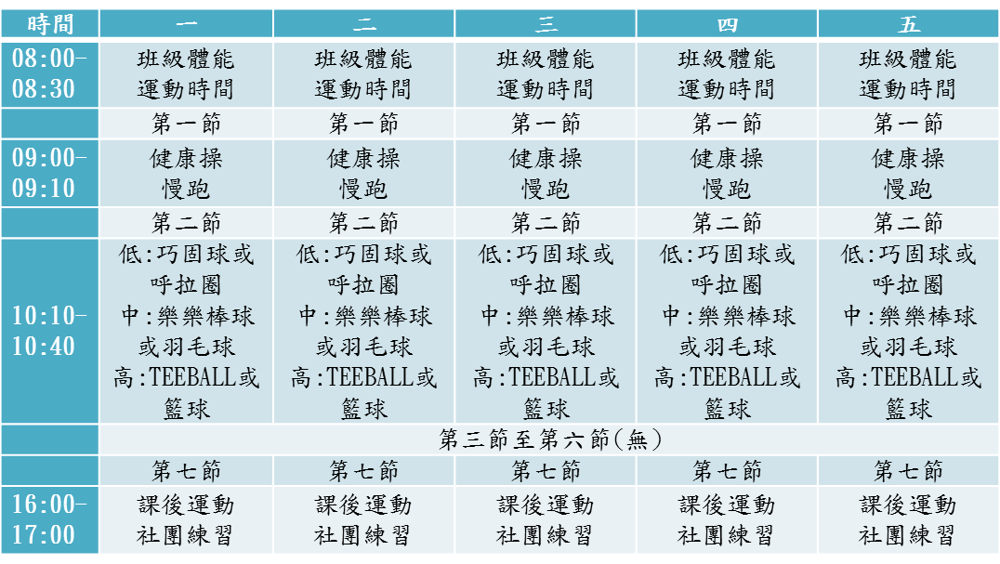 時間 一 二 三 四 五
08:00- 班級體能 班級體能 班級體能 班級體能 班級體能
08:30 運動時間 運動時間 運動時間 運動時間 運動時間
第一節 第一節 第一節 第一節 第一節
09:00- 健康操 健康操 健康操 健康操 健康操
09:10 慢跑 慢跑 慢跑 慢跑 慢跑
第二節 第二節 第二節 第二節 第二節
低:巧固球或 低:巧固球或 低:巧固球或 低:巧固球或 低:巧固球或
呼拉圈 呼拉圈 呼拉圈 呼拉圈 呼拉圈
10:10- 中:樂樂棒球 中:樂樂棒球 中:樂樂棒球 中:樂樂棒球 中:樂樂棒球
10:40 或羽毛球 或羽毛球 或羽毛球 或羽毛球 或羽毛球
高:TEEBALL或 高:TEEBALL或 高:TEEBALL或 高:TEEBALL或 高:TEEBALL或
籃球 籃球 籃球 籃球 籃球
第三節至第六節(無)
第七節 第七節 第七節 第七節 第七節
16:00- 課後運動 課後運動 課後運動 課後運動 課後運動
17:00 社團練習 社團練習 社團練習 社團練習 社團練習